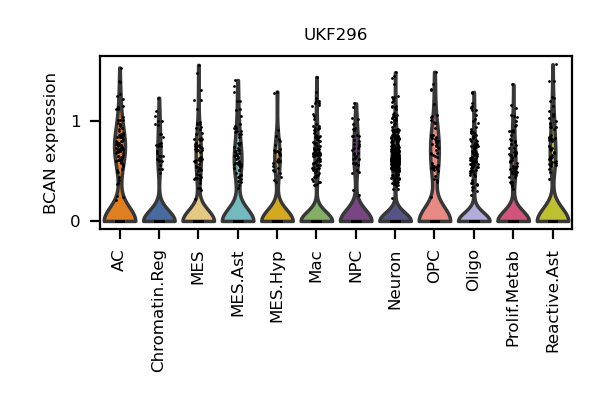 UKF296
BCAN expression
1
0
AC
Chromatin.Reg
MES
MES.Ast
MES.Hyp
Mac
NPC
Neuron
OPC
Oligo
Prolif.Metab
Reactive.Ast